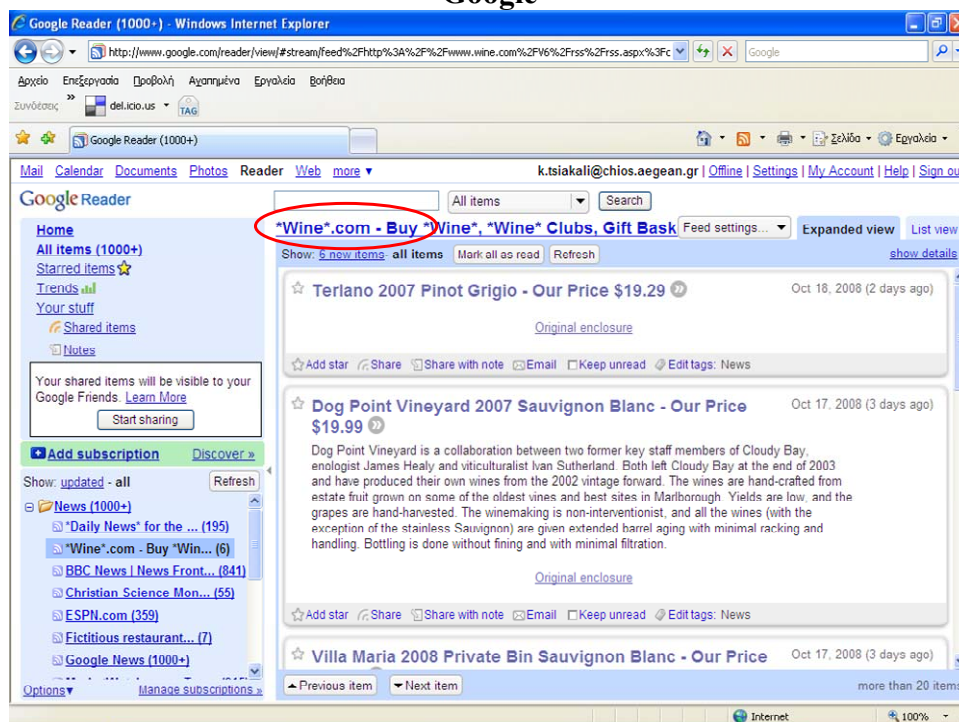 Google
Google Reader (1000+) - Windows Internet Explorer
http://www.google.com/reader/view/#stream/feed%2Fhttp%3A%2F%2Fwww.wine.com%2FV6%2Frss%2Frss.aspx%3Fc
Google
Αρχείο Επεξεργασία Προβολή Αγαπημένα Εργαλεία Βοήθεια
Συνδέσεις » del.icio.us TAG
Google Reader (1000+)
Σελίδα Εργαλεία
Mail Calendar Documents Photos Reader Web more ▼ k.tsiakali@chios.aegean.gr | Offline | Settings | My Account | Help | Sign ou
Google Reader
All items Search
Home
All items (1000+)
Starred items
Trends
Your stuff
Shared items
Notes
Your shared items will be visible to your
Google Friends. Learn More
Start sharing
Add subscription Discover »
Show: updated - all Refresh
News (1000+)
*Daily News* for the ... (195)
*Wine*.com - Buy *Win... (6)
BBC News | News Front... (841)
Christian Science Mon... (55)
ESPN.com (359)
Fictitious restaurant... (7)
Google News (1000+)
Options▼ Manage subscriptions »
*Wine*.com - Buy *Wine*, *Wine* Clubs, Gift Bask Feed settings... Expanded view List view
Show: 6 new items - all items Mark all as read Refresh show details
Terlano 2007 Pinot Grigio - Our Price $19.29 Oct 18, 2008 (2 days ago)
Original enclosure
Add star Share Share with note Email Keep unread Edit tags: News
Dog Point Vineyard 2007 Sauvignon Blanc - Our Price Oct 17, 2008 (3 days ago)
$19.99
Dog Point Vineyard is a collaboration between two former key staff members of Cloudy Bay,
enologist James Healy and viticulturalist Ivan Sutherland. Both left Cloudy Bay at the end of 2003
and have produced their own wines from the 2002 vintage forward. The wines are hand-crafted from
estate fruit grown on some of the oldest vines and best sites in Marlborough. Yields are low, and the
grapes are hand-harvested. The winemaking is non-interventionist, and all the wines (with the
exception of the stainless Sauvignon) are given extended barrel aging with minimal racking and
handling. Bottling is done without fining and with minimal filtration.
Original enclosure
Add star Share Share with note Email Keep unread Edit tags: News
Villa Maria 2008 Private Bin Sauvignon Blanc - Our Price Oct 17, 2008 (3 days ago)
Previous item Next item more than 20 items
Internet 100%